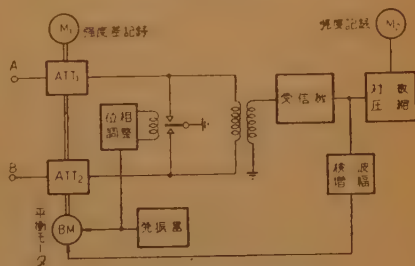 M₁
強度差記録
M₂
強度記録
A
ATT₁
位相
調整
受信機
対数
圧縮
B
ATT₂
検波
増幅
BM
発振器
平衡モータ